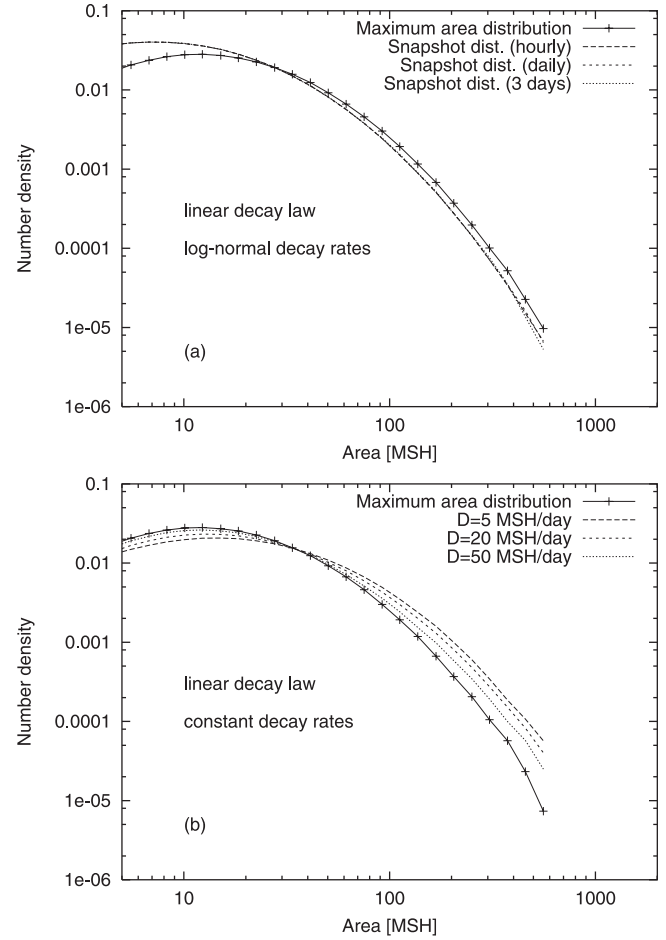 0.1
Maximum area distribution
Snapshot dist. (hourly)
Snapshot dist. (daily)
Snapshot dist. (3 days)
0.01
0.001
0.0001
1e-05
1e-06
Number density
linear decay law
log-normal decay rates
(a)
10
100
1000
Area [MSH]
0.1
Maximum area distribution
D=5 MSH/day
D=20 MSH/day
D=50 MSH/day
0.01
0.001
0.0001
1e-05
1e-06
Number density
linear decay law
constant decay rates
(b)
10
100
1000
Area [MSH]